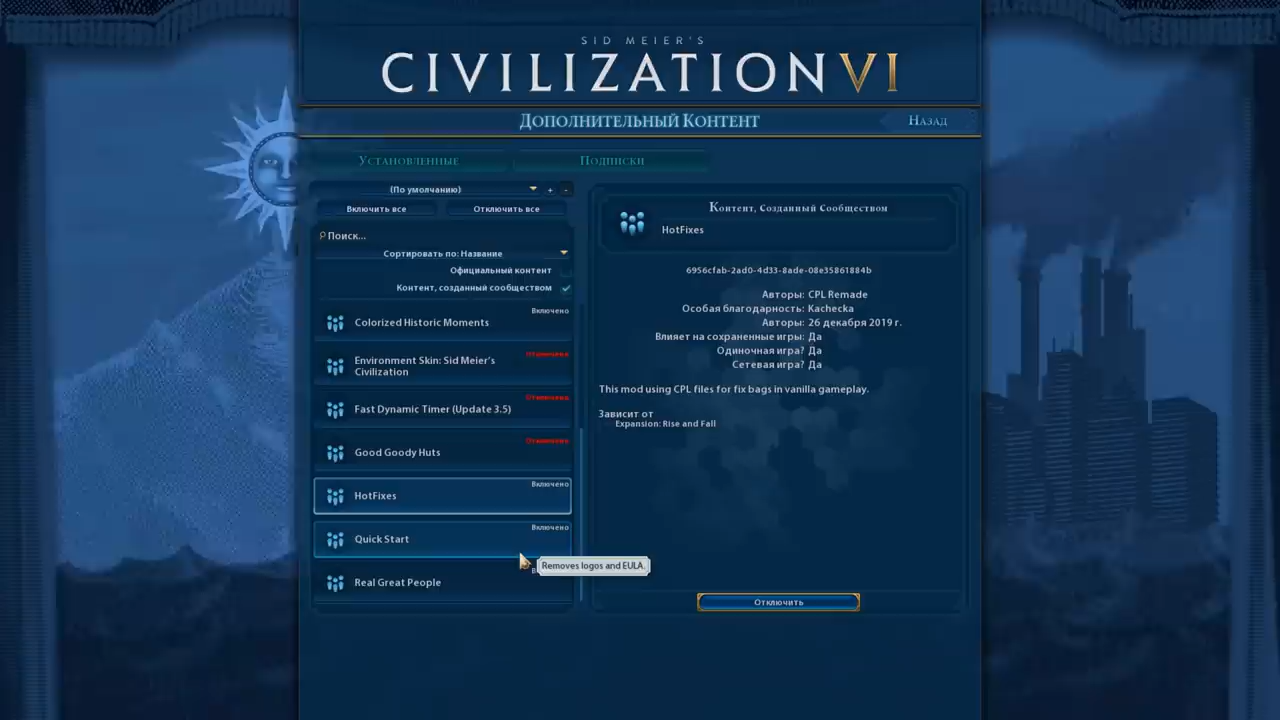 SID MEIER'S
CIVILIZATION VI
Дополнительный Контент
Назад
Установленные
Подписки
(По умолчанию)
+
-
Включить все
Отключить все
Поиск...
Сортировать по: Название
Официальный контент
Контент, созданный сообществом
Включено
Colorized Historic Moments
Отключено
Environment Skin: Sid Meier's
Civilization
Отключено
Fast Dynamic Timer (Update 3.5)
Отключено
Good Goody Huts
Включено
HotFixes
Включено
Quick Start
Removes logos and EULA.
Real Great People
Контент, Созданный Сообществом
HotFixes
6956cfab-2ad0-4d33-8ade-08e35861884b
Авторы: CPL Remade
Особая благодарность: Kachecka
Авторы: 26 декабря 2019 г.
Влияет на сохраненные игры: Да
Одиночная игра? Да
Сетевая игра? Да
This mod using CPL files for fix bags in vanilla gameplay.
Зависит от
Expansion: Rise and Fall
Отключить